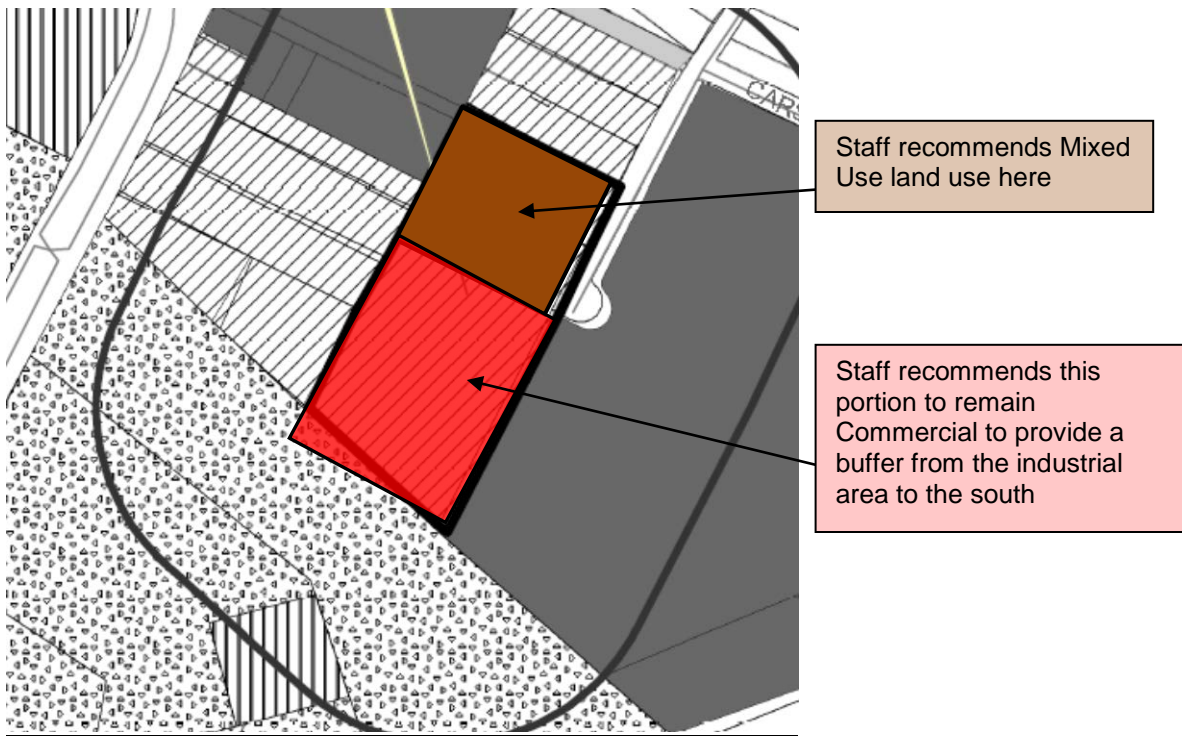 CARS
Staff recommends Mixed
Use land use here
Staff recommends this
portion to remain
Commercial to provide a
buffer from the industrial
area to the south